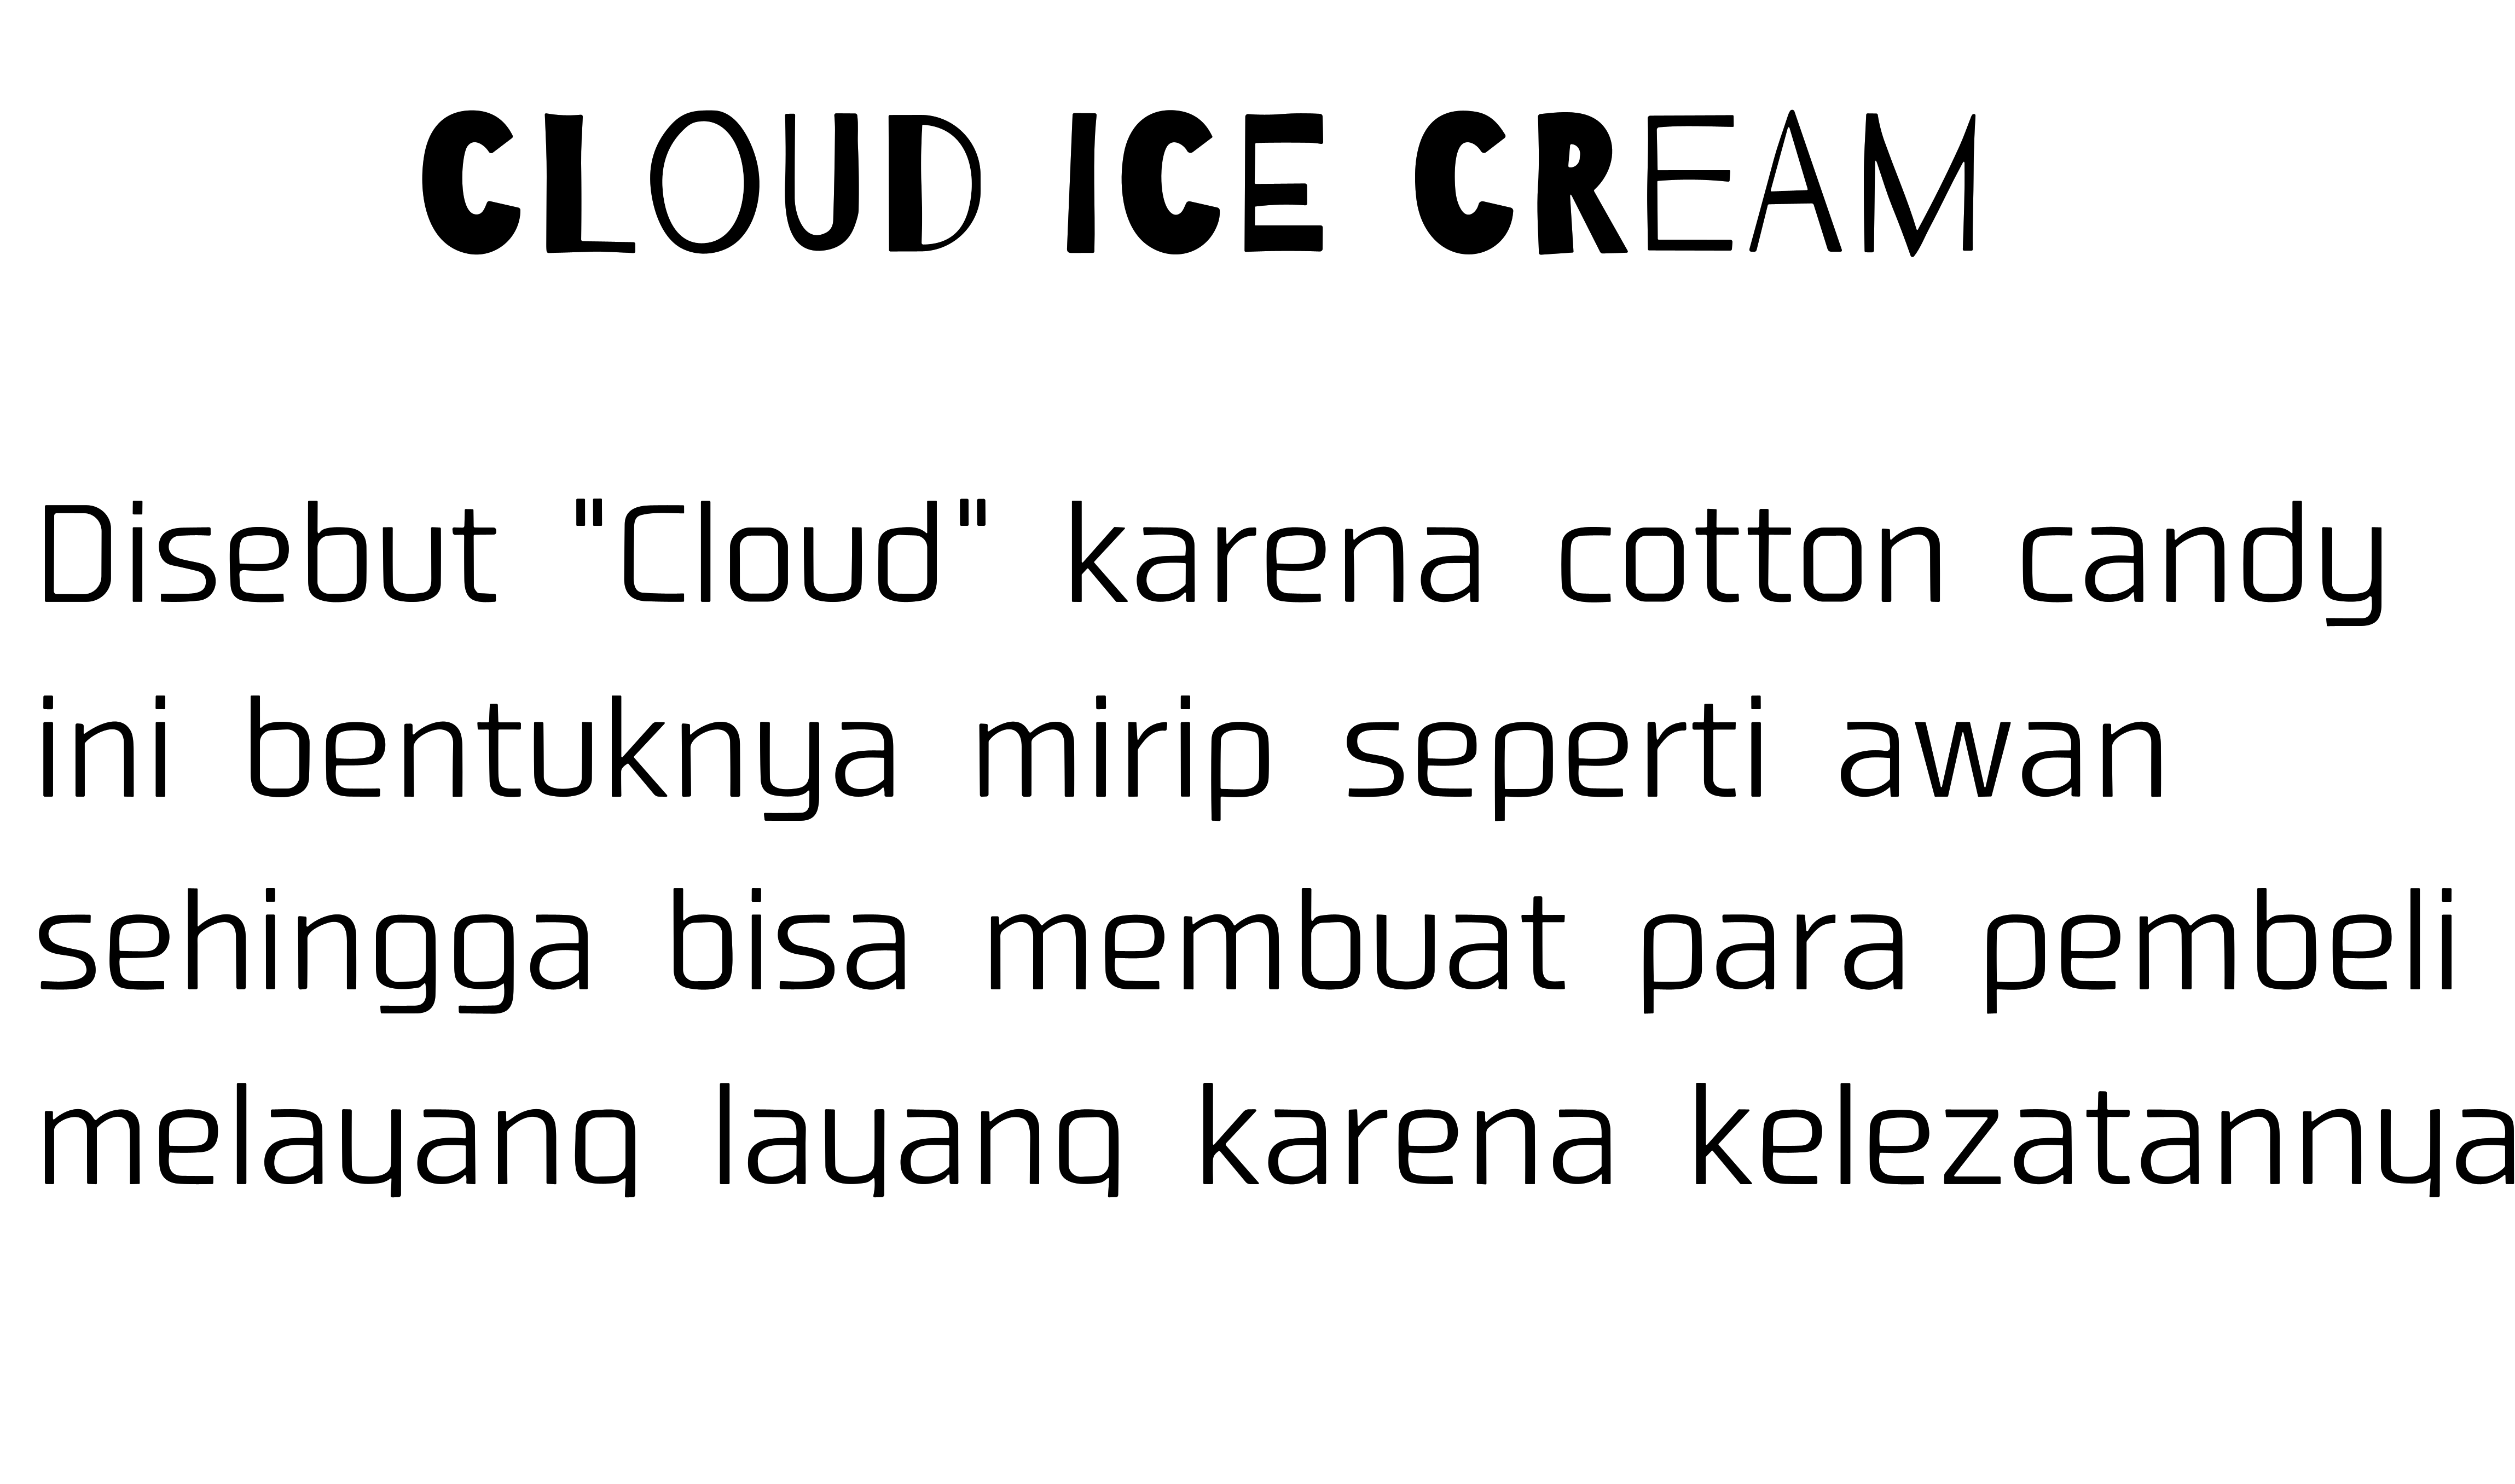 CLOUD ICE CREAM
Disebut "Cloud" karena cotton candy
ini bentuknya mirip seperti awan
sehingga bisa membuat para pembeli
melayang layang karena kelezatannya